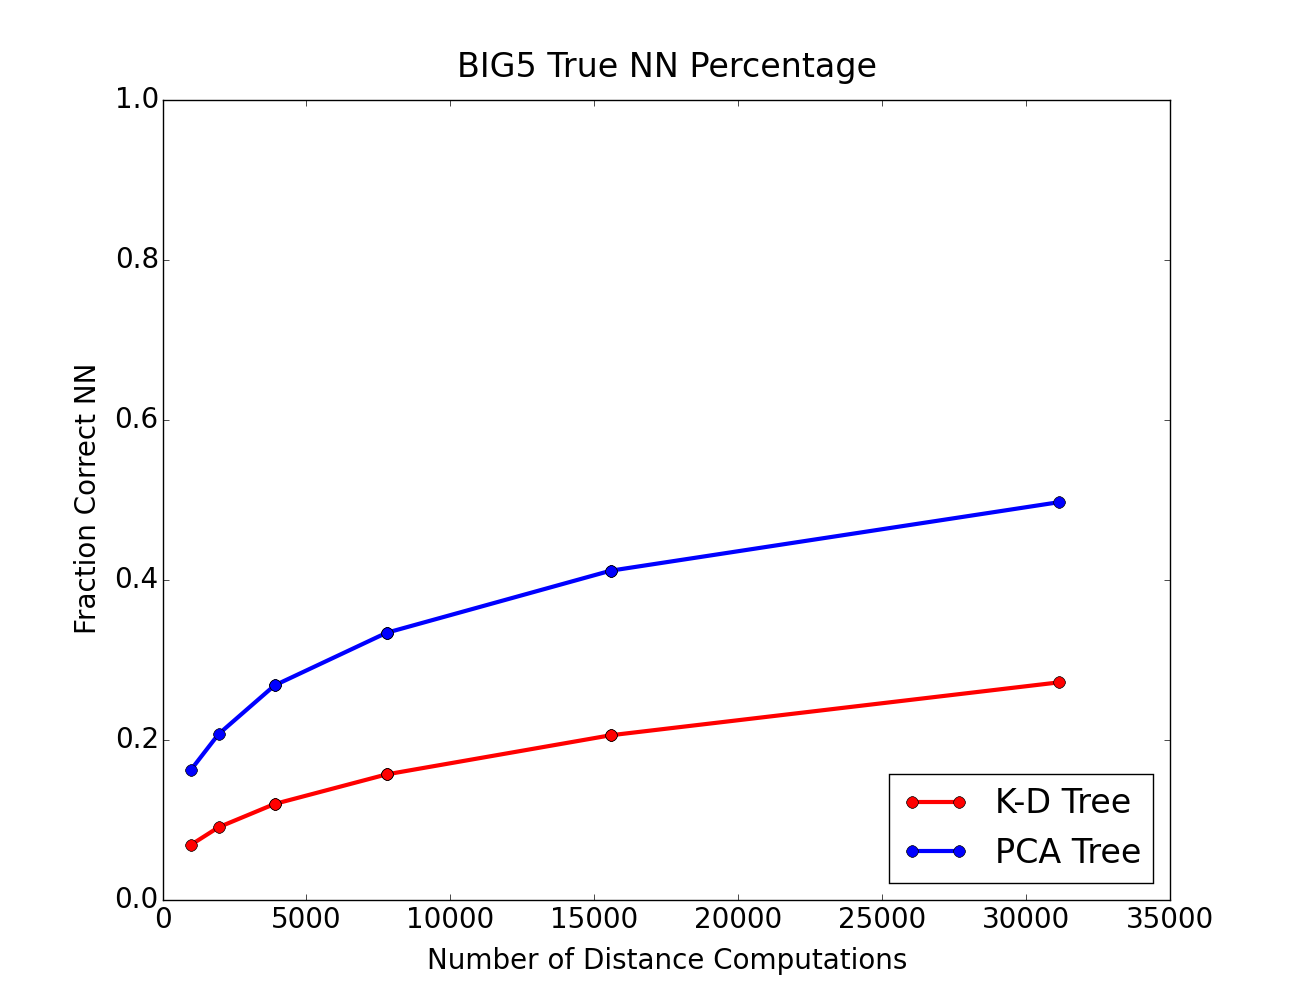 BIG5 True NN Percentage
1.0
0.8
0.6
0.4
0.2
0.0
Fraction Correct NN
0 5000 10000 15000 20000 25000 30000 35000
Number of Distance Computations
K-D Tree
PCA Tree